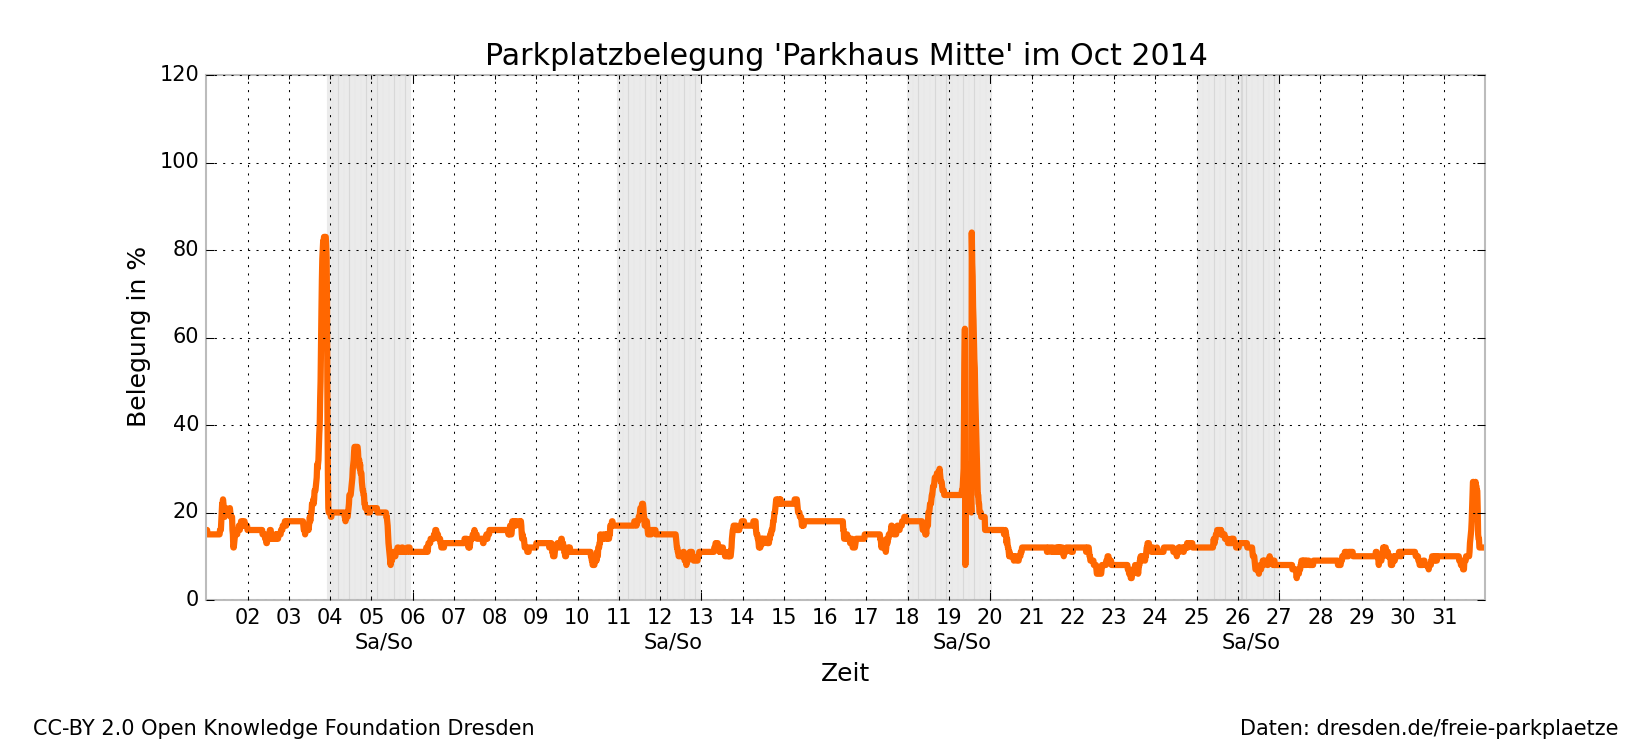 Parkplatzbelegung 'Parkhaus Mitte' im Oct 2014
120
100
80
60
40
20
0
Belegung in %
02 03 04 05 06 07 08 09 10 11 12 13 14 15 16 17 18 19 20 21 22 23 24 25 26 27 28 29 30 31
Sa/So Sa/So Sa/So Sa/So
Zeit
CC-BY 2.0 Open Knowledge Foundation Dresden
Daten: dresden.de/freie-parkplaetze